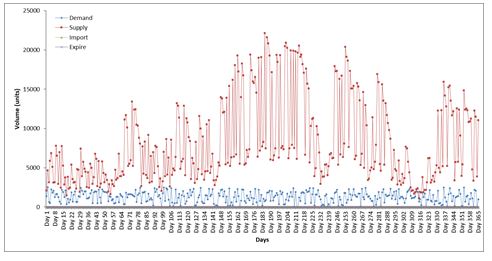 Demand
Supply
Import
Expire
25000
20000
15000
10000
5000
0
Volume (units)
Day 1
Day 8
Day 15
Day 22
Day 29
Day 36
Day 43
Day 50
Day 57
Day 64
Day 71
Day 78
Day 85
Day 92
Day 99
Day 106
Day 113
Day 120
Day 127
Day 134
Day 141
Day 148
Day 155
Day 162
Day 169
Day 176
Day 183
Day 190
Day 197
Day 204
Day 211
Day 218
Day 225
Day 232
Day 239
Day 246
Day 253
Day 260
Day 267
Day 274
Day 281
Day 288
Day 295
Day 302
Day 309
Day 316
Day 323
Day 330
Day 337
Day 344
Day 351
Day 358
Day 365
Days